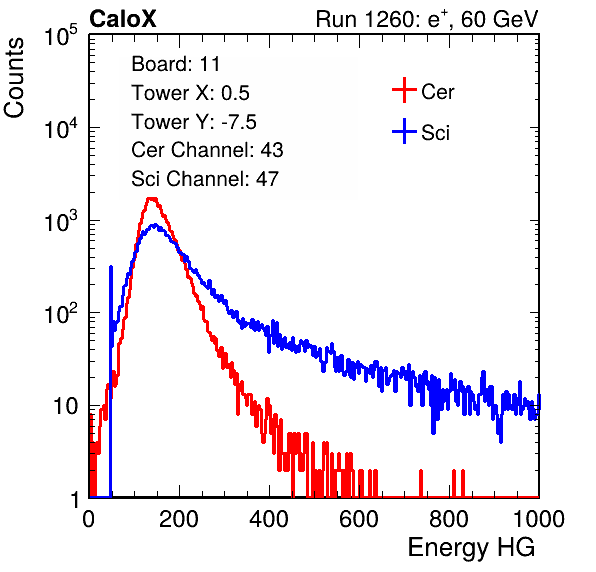 CaloX Run 1260: e⁺, 60 GeV
Counts
10⁵
10⁴
10³
10²
10
1
Board: 11
Tower X: 0.5
Tower Y: -7.5
Cer Channel: 43
Sci Channel: 47
Cer
Sci
0 200 400 600 800 1000
Energy HG